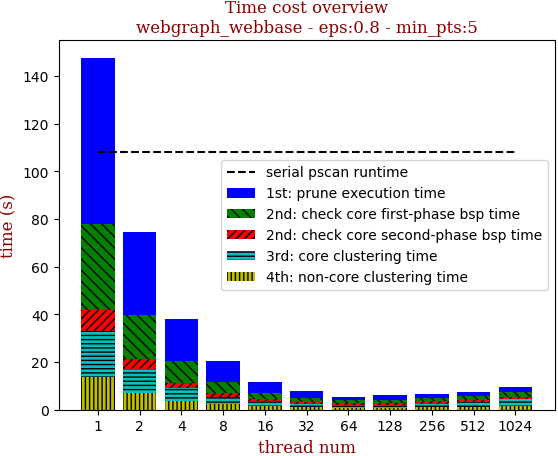 Time cost overview
webgraph_webbase - eps:0.8 - min_pts:5
time (s)
140
120
100
80
60
40
20
0
serial pscan runtime
1st: prune execution time
2nd: check core first-phase bsp time
2nd: check core second-phase bsp time
3rd: core clustering time
4th: non-core clustering time
1 2 4 8 16 32 64 128 256 512 1024
thread num